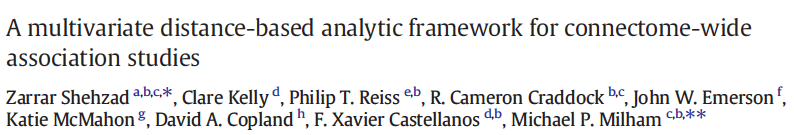 A multivariate distance-based analytic framework for connectome-wide
association studies
Zarrar Shehzad a,b,c,*, Clare Kelly d, Philip T. Reiss e,b, R. Cameron Craddock b,c, John W. Emerson f,
Katie McMahon g, David A. Copland h, F. Xavier Castellanos d,b, Michael P. Milham c,b,**